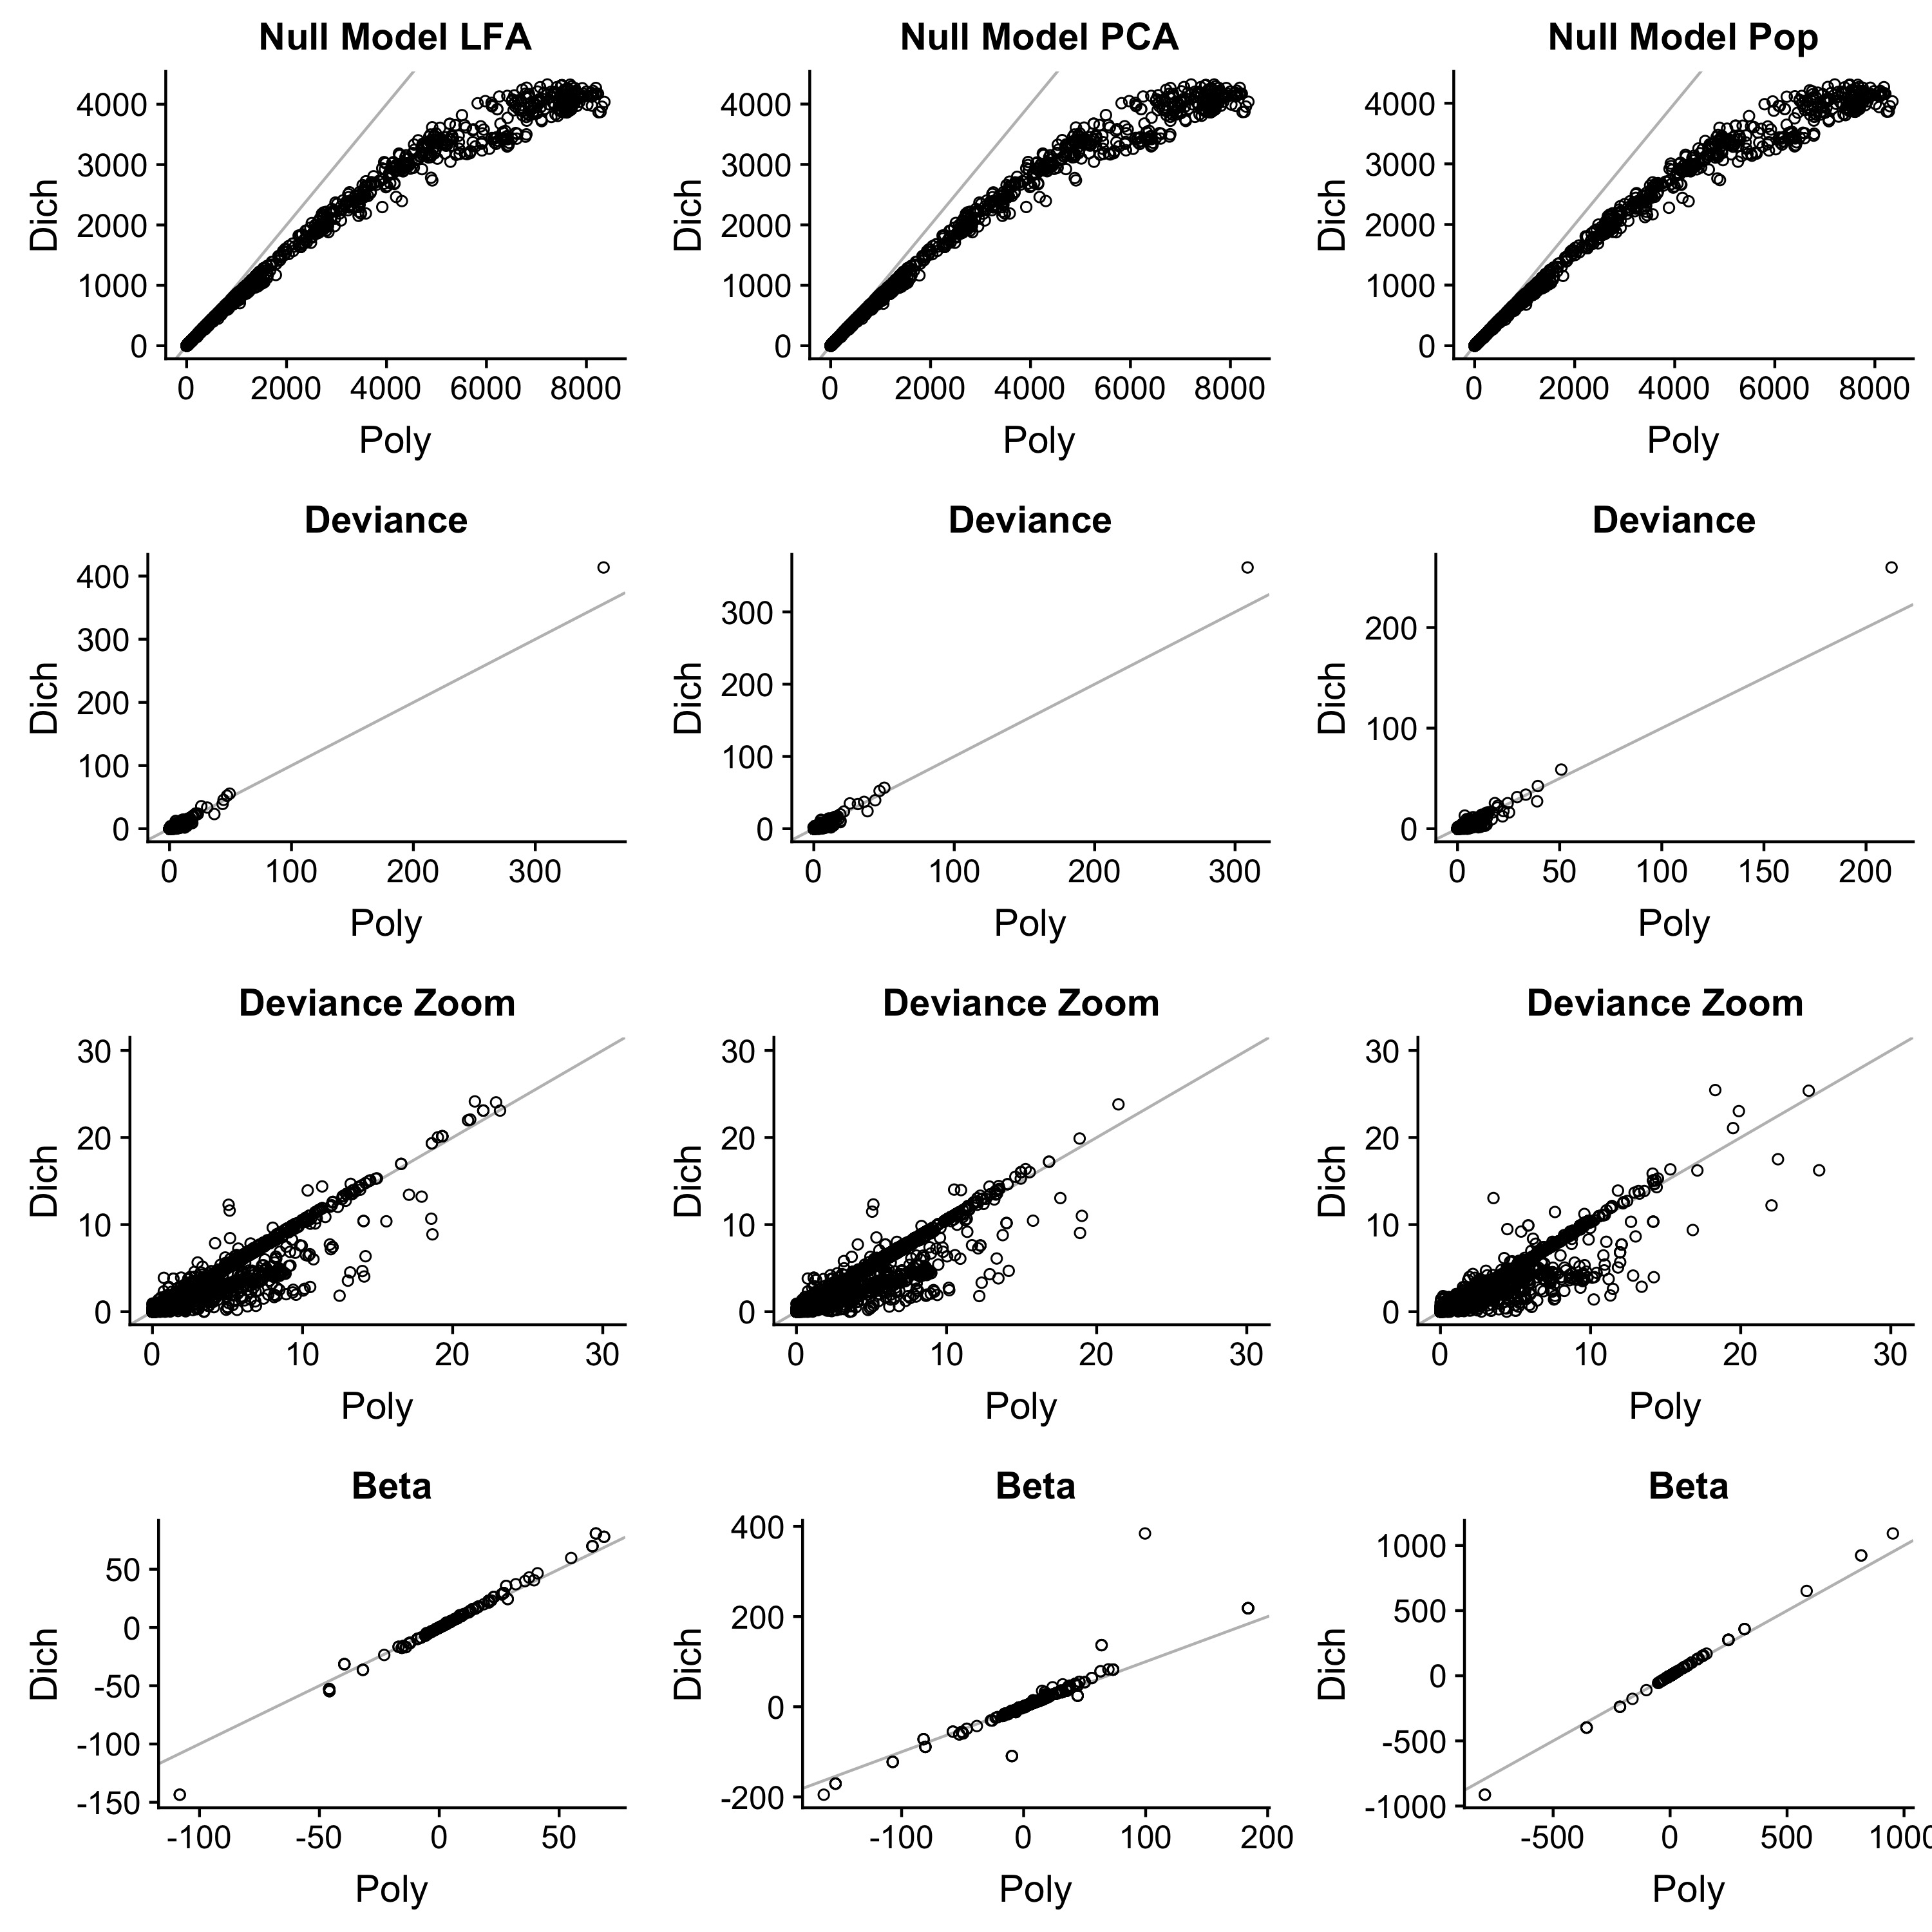 Null Model LFA
Dich
4000
3000
2000
1000
0
0 2000 4000 6000 8000
Poly
Null Model PCA
Dich
4000
3000
2000
1000
0
0 2000 4000 6000 8000
Poly
Null Model Pop
Dich
4000
3000
2000
1000
0
0 2000 4000 6000 8000
Poly
Deviance
Dich
400
300
200
100
0
0 100 200 300
Poly
Deviance
Dich
300
200
100
0
0 100 200 300
Poly
Deviance
Dich
200
100
0
0 50 100 150 200
Poly
Deviance Zoom
Dich
30
20
10
0
0 10 20 30
Poly
Deviance Zoom
Dich
30
20
10
0
0 10 20 30
Poly
Deviance Zoom
Dich
30
20
10
0
0 10 20 30
Poly
Beta
Dich
50
0
-50
-100
-150
-100 -50 0 50
Poly
Beta
Dich
400
200
0
-200
-100 0 100 200
Poly
Beta
Dich
1000
500
0
-500
-1000
-500 0 500 1000
Poly